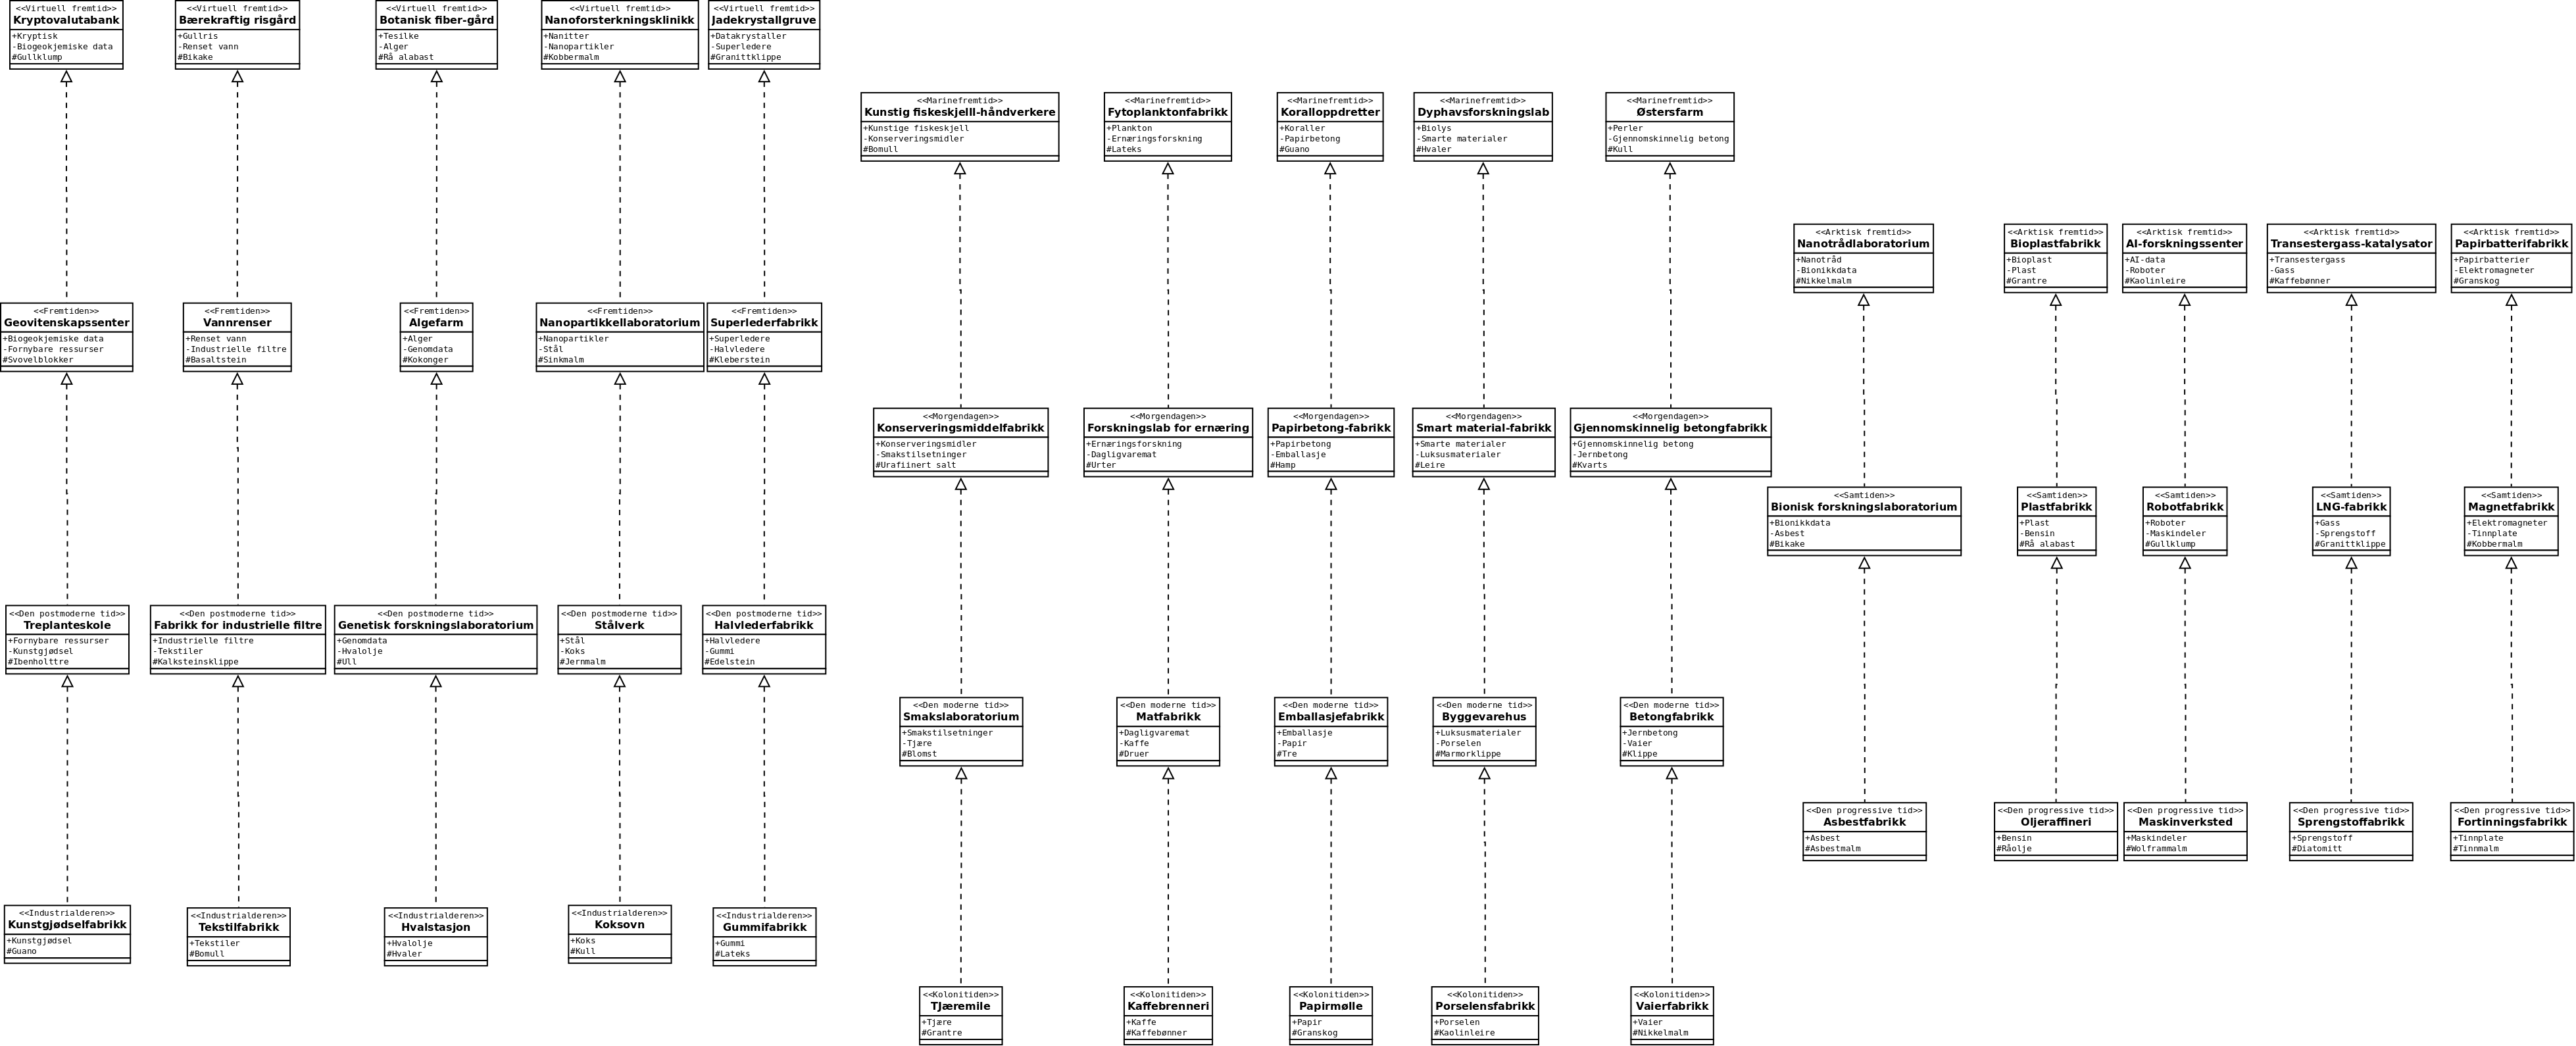 <<Virtuell fremtid>>
Kryptovalutabank
+Kryptisk
-Biogeokjemiske data
#Gullklump
<<Virtuell fremtid>>
Bærekraftig risgård
+Gullris
-Renset vann
#Bikake
<<Virtuell fremtid>>
Botanisk fiber-gård
+Tesilke
-Alger
#Rå alabast
<<Virtuell fremtid>>
Nanoforsterkningsklinikk
+Nanitter
-Nanopartikler
#Kobbermalm
<<Virtuell fremtid>>
Jadekrystallgruve
+Datakrystaller
-Superledere
#Granittklippe
<<Marinefremtid>>
Kunstig fiskeskjelll-håndverkere
+Kunstige fiskeskjell
-Konserveringsmidler
#Bomull
<<Marinefremtid>>
Fytoplanktonfabrikk
+Plankton
-Ernæringsforskning
#Lateks
<<Marinefremtid>>
Koralloppdretter
+Koraller
-Papirbetong
#Guano
<<Marinefremtid>>
Dyphavsforskningslab
+Biolys
-Smarte materialer
#Hvaler
<<Marinefremtid>>
Østersfarm
+Perler
-Gjennomskinnelig betong
#Kull
<<Arktisk fremtid>>
Nanotrådlaboratorium
+Nanotråd
-Bionikkdata
#Nikkelmalm
<<Arktisk fremtid>>
Bioplastfabrikk
+Bioplast
-Plast
#Grantre
<<Arktisk fremtid>>
AI-forskningssenter
+AI-data
-Roboter
#Kaolinleire
<<Arktisk fremtid>>
Transestergass-katalysator
+Transestergass
-Gass
#Kaffebønner
<<Arktisk fremtid>>
Papirbatterifabrikk
+Papirbatterier
-Elektromagneter
#Granskog
<<Fremtiden>>
Geovitenskapssenter
+Biogeokjemiske data
-Fornybare ressurser
#Svovelblokker
<<Fremtiden>>
Vannrenser
+Renset vann
-Industrielle filtre
#Basaltstein
<<Fremtiden>>
Algefarm
+Alger
-Genomdata
#Kokonger
<<Fremtiden>>
Nanopartikkellaboratorium
+Nanopartikler
-Stål
#Sinkmalm
<<Fremtiden>>
Superlederfabrikk
+Superledere
-Halvledere
#Kleberstein
<<Morgendagen>>
Konserveringsmiddelfabrikk
+Konserveringsmidler
-Smakstilsetninger
#Urafiinert salt
<<Morgendagen>>
Forskningslab for ernæring
+Ernæringsforskning
-Dagligvaremat
#Urter
<<Morgendagen>>
Papirbetong-fabrikk
+Papirbetong
-Emballasje
#Hamp
<<Morgendagen>>
Smart material-fabrikk
+Smarte materialer
-Luksusmaterialer
#Leire
<<Morgendagen>>
Gjennomskinnelig betongfabrikk
+Gjennomskinnelig betong
-Jernbetong
#Kvarts
<<Samtiden>>
Bionisk forskningslaboratorium
+Bionikkdata
-Asbest
#Bikake
<<Samtiden>>
Plastfabrikk
+Plast
-Bensin
#Rå alabast
<<Samtiden>>
Robotfabrikk
+Roboter
-Maskindeler
#Gullklump
<<Samtiden>>
LNG-fabrikk
+Gass
-Sprengstoff
#Granittklippe
<<Samtiden>>
Magnetfabrikk
+Elektromagneter
-Tinnplate
#Kobbermalm
<<Den postmoderne tid>>
Treplanteskole
+Fornybare ressurser
-Kunstgjødsel
#Ibenholttre
<<Den postmoderne tid>>
Fabrikk for industrielle filtre
+Industrielle filtre
-Tekstiler
#Kalksteinsklippe
<<Den postmoderne tid>>
Genetisk forskningslaboratorium
+Genomdata
-Hvalolje
#Ull
<<Den postmoderne tid>>
Stålverk
+Stål
-Koks
#Jernmalm
<<Den postmoderne tid>>
Halvlederfabrikk
+Halvledere
-Gummi
#Edelstein
<<Den moderne tid>>
Smakslaboratorium
+Smakstilsetninger
-Tjære
#Blomst
<<Den moderne tid>>
Matfabrikk
+Dagligvaremat
-Kaffe
#Druer
<<Den moderne tid>>
Emballasjefabrikk
+Emballasje
-Papir
#Tre
<<Den moderne tid>>
Byggevarehus
+Luksusmaterialer
-Porselen
#Marmorklippe
<<Den moderne tid>>
Betongfabrikk
+Jernbetong
-Vaier
#Klippe
<<Den progressive tid>>
Asbestfabrikk
+Asbest
#Asbestmalm
<<Den progressive tid>>
Oljeraffineri
+Bensin
#Råolje
<<Den progressive tid>>
Maskinverksted
+Maskindeler
#Wolframmalm
<<Den progressive tid>>
Sprengstoffabrikk
+Sprengstoff
#Diatomitt
<<Den progressive tid>>
Fortinningsfabrikk
+Tinnplate
#Tinnmalm
<<Industrialderen>>
Kunstgjødselfabrikk
+Kunstgjødsel
#Guano
<<Industrialderen>>
Tekstilfabrikk
+Tekstiler
#Bomull
<<Industrialderen>>
Hvalstasjon
+Hvalolje
#Hvaler
<<Industrialderen>>
Koksovn
+Koks
#Kull
<<Industrialderen>>
Gummifabrikk
+Gummi
#Lateks
<<Kolonitiden>>
TJæremile
+Tjære
#Grantre
<<Kolonitiden>>
Kaffebrenneri
+Kaffe
#Kaffebønner
<<Kolonitiden>>
Papirmølle
+Papir
#Granskog
<<Kolonitiden>>
Porselensfabrikk
+Porselen
#Kaolinleire
<<Kolonitiden>>
Vaierfabrikk
+Vaier
#Nikkelmalm